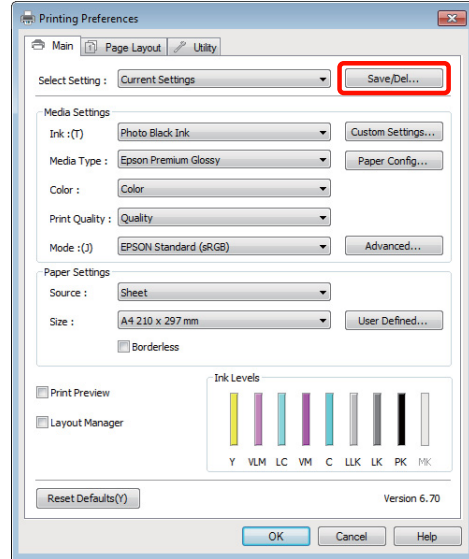 Printing Preferences
Main Page Layout Utility
Select Setting : Current Settings Save/Del...
Media Settings
Ink :(T) Photo Black Ink Custom Settings...
Media Type : Epson Premium Glossy Paper Config...
Color : Color
Print Quality : Quality
Mode :(J) EPSON Standard (sRGB) Advanced...
Paper Settings
Source : Sheet
Size : A4 210 x 297 mm User Defined...
Borderless
Ink Levels
Print Preview
Layout Manager
Y VLM LC VM C LLK LK PK MK
Reset Defaults(Y) Version 6.70
OK Cancel Help